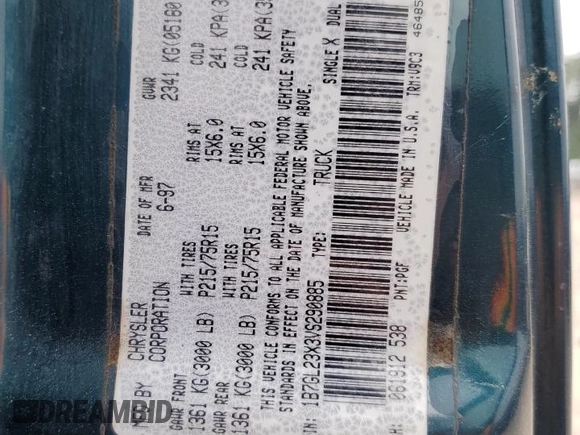 MFD BY CHRYSLER CORPORATION
DATE OF MFR 6-97
GVWR 2341 KG(05160
GAWR FRONT
1361 KG(3000 LB)
WITH TIRES
P215/75R15
RIMS AT
15X6.0
COLD
241 KPA(3
GAWR REAR
1361 KG(3000 LB)
WITH TIRES
P215/75R15
RIMS AT
15X6.0
COLD
241 KPA(3
THIS VEHICLE CONFORMS TO ALL APPLICABLE FEDERAL MOTOR VEHICLE SAFETY
STANDARDS IN EFFECT ON THE DATE OF MANUFACTURE SHOWN ABOVE.
1B7GL23X3VS290885 TYPE: TRUCK SINGLE X DUAL
061912 538 PNT:PGF VEHICLE MADE IN U.S.A. TRM:V9C3 46485
DREAMBID